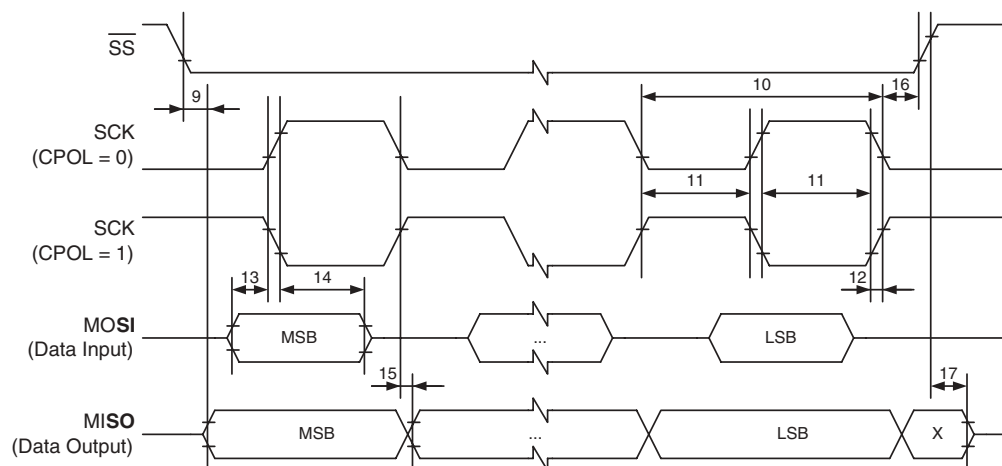 SS
9
10
16
SCK
(CPOL = 0)
11
11
SCK
(CPOL = 1)
13
14
12
MOSI
(Data Input)
MSB
...
LSB
15
17
MISO
(Data Output)
MSB
...
LSB
X